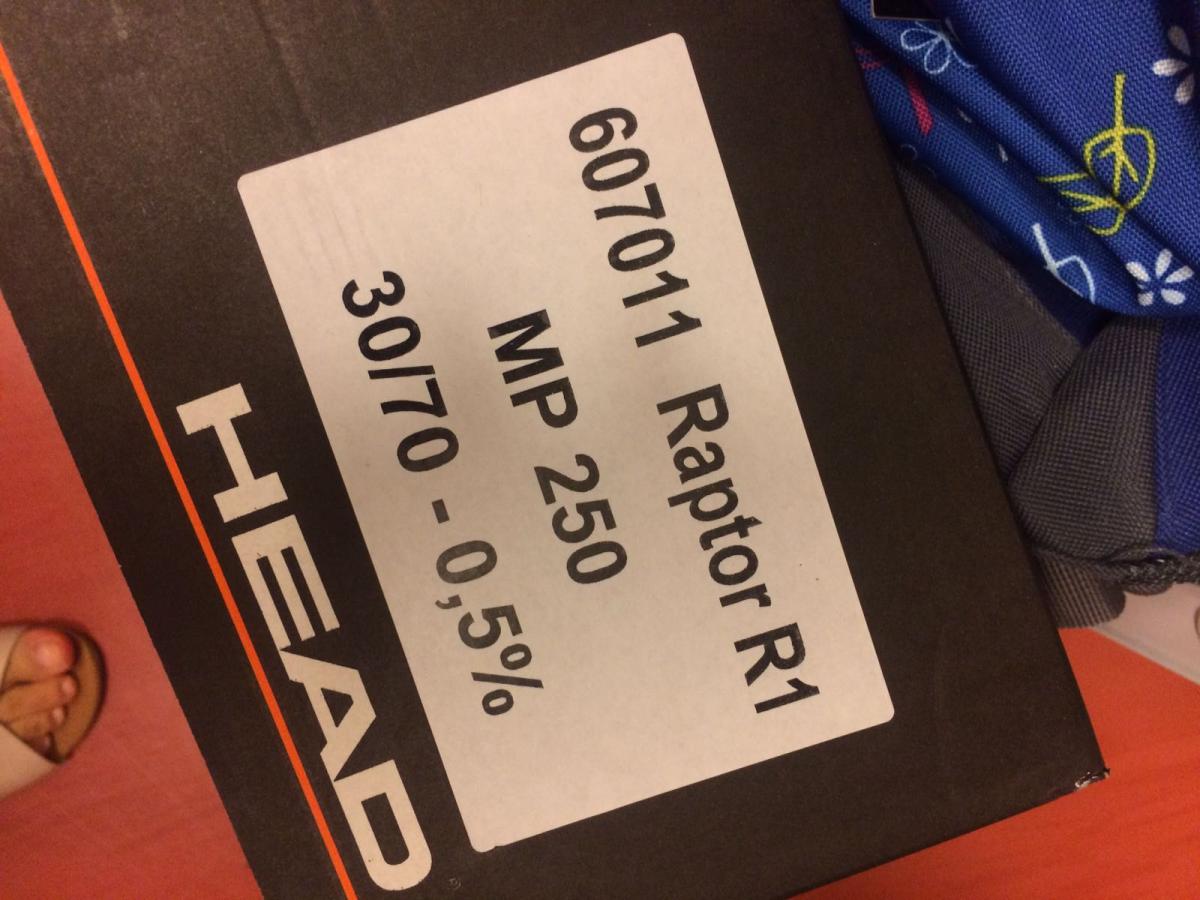 607011 Raptor R1
MP 250
30/70 - 0,5%
HEAD